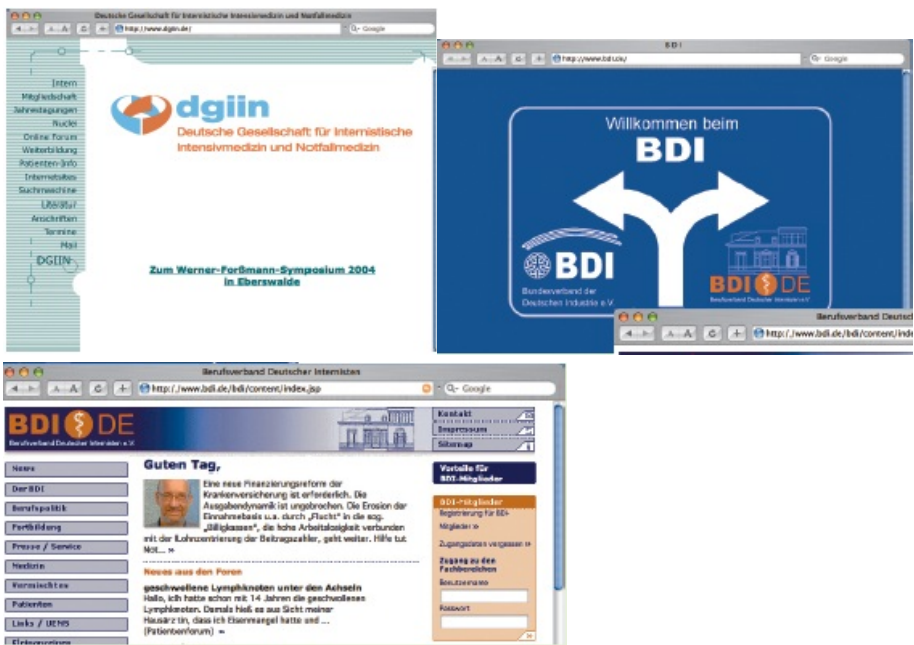 Deutsche Gesellschaft für Internistische Intensivmedizin und Notfallmedizin
http://www.dgiin.de/
Google
Intern
Mitgliedschaft
Jahrestagungen
Nuclei
Online Forum
Weiterbildung
Patienten-Info
Internetsites
Suchmaschine
Literatur
Anschriften
Termine
Mail
DGIIN
dgiin
Deutsche Gesellschaft für Internistische
Intensivmedizin und Notfallmedizin
Zum Werner-Forßmann-Symposium 2004
in Eberswalde
BDI
http://www.bdi.de/
Google
Willkommen beim
BDI
BDI
Bundesverband der
Deutschen Industrie e.V.
BDI DE
Berufsverband Deutscher Internisten e.V.
Berufsverband Deutsc
http://www.bdi.de/bdi/content/inde
Berufsverband Deutscher Internisten
http://www.bdi.de/bdi/content/index.jsp
Google
BDI DE
Berufsverband Deutscher Internisten e.V.
Kontakt
Impressum
Sitemap
News
Der BDI
Berufspolitik
Fortbildung
Presse / Service
Medizin
Vermischtes
Patienten
Links / UEMS
Kleinanzeigen
Guten Tag,
Eine neue Finanzierungsreform der
Krankenversicherung ist erforderlich. Die
Ausgabendynamik ist ungebrochen. Die Erosion der
Einnahmebasis u.a. durch „Flucht" in die sog.
„Billigkassen", die hohe Arbeitslosigkeit verbunden
mit der Lohnzentrierung der Beitragszahler, geht weiter. Hilfe tut
Not... »
Neues aus den Foren
geschwollene Lymphknoten unter den Achseln
Hallo, ich hatte schon mit 14 Jahren die geschwollenen
Lymphknoten. Damals hieß es aus Sicht meiner
Hausärztin, dass ich Eisenmangel hatte und ...
(Patientenforum) »
Vorteile für
BDI-Mitglieder
BDI-Mitglieder
Registrierung für BDI-
Mitglieder »
Zugangsdaten vergessen »
Zugang zu den
Fachbereichen
Benutzername
Passwort